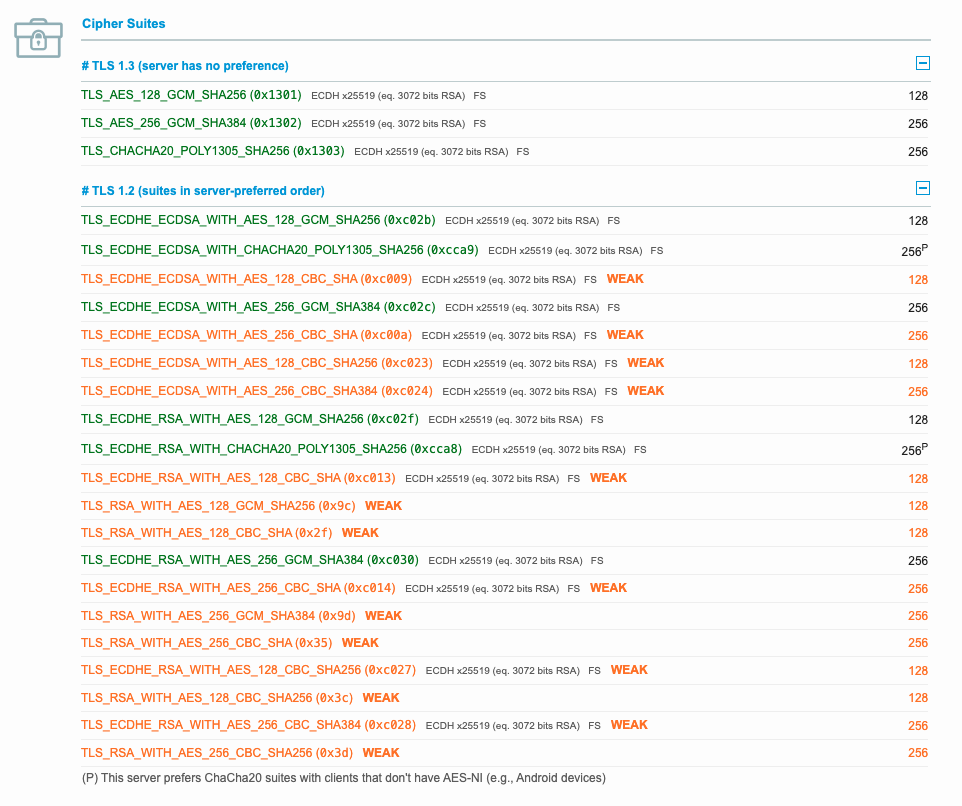 Cipher Suites
# TLS 1.3 (server has no preference)
TLS_AES_128_GCM_SHA256 (0x1301) ECDH x25519 (eq. 3072 bits RSA) FS 128
TLS_AES_256_GCM_SHA384 (0x1302) ECDH x25519 (eq. 3072 bits RSA) FS 256
TLS_CHACHA20_POLY1305_SHA256 (0x1303) ECDH x25519 (eq. 3072 bits RSA) FS 256
# TLS 1.2 (suites in server-preferred order)
TLS_ECDHE_ECDSA_WITH_AES_128_GCM_SHA256 (0xc02b) ECDH x25519 (eq. 3072 bits RSA) FS 128
TLS_ECDHE_ECDSA_WITH_CHACHA20_POLY1305_SHA256 (0xcca9) ECDH x25519 (eq. 3072 bits RSA) FS 256P
TLS_ECDHE_ECDSA_WITH_AES_128_CBC_SHA (0xc009) ECDH x25519 (eq. 3072 bits RSA) FS WEAK 128
TLS_ECDHE_ECDSA_WITH_AES_256_GCM_SHA384 (0xc02c) ECDH x25519 (eq. 3072 bits RSA) FS 256
TLS_ECDHE_ECDSA_WITH_AES_256_CBC_SHA (0xc00a) ECDH x25519 (eq. 3072 bits RSA) FS WEAK 256
TLS_ECDHE_ECDSA_WITH_AES_128_CBC_SHA256 (0xc023) ECDH x25519 (eq. 3072 bits RSA) FS WEAK 128
TLS_ECDHE_ECDSA_WITH_AES_256_CBC_SHA384 (0xc024) ECDH x25519 (eq. 3072 bits RSA) FS WEAK 256
TLS_ECDHE_RSA_WITH_AES_128_GCM_SHA256 (0xc02f) ECDH x25519 (eq. 3072 bits RSA) FS 128
TLS_ECDHE_RSA_WITH_CHACHA20_POLY1305_SHA256 (0xcca8) ECDH x25519 (eq. 3072 bits RSA) FS 256P
TLS_ECDHE_RSA_WITH_AES_128_CBC_SHA (0xc013) ECDH x25519 (eq. 3072 bits RSA) FS WEAK 128
TLS_RSA_WITH_AES_128_GCM_SHA256 (0x9c) WEAK 128
TLS_RSA_WITH_AES_128_CBC_SHA (0x2f) WEAK 128
TLS_ECDHE_RSA_WITH_AES_256_GCM_SHA384 (0xc030) ECDH x25519 (eq. 3072 bits RSA) FS 256
TLS_ECDHE_RSA_WITH_AES_256_CBC_SHA (0xc014) ECDH x25519 (eq. 3072 bits RSA) FS WEAK 256
TLS_RSA_WITH_AES_256_GCM_SHA384 (0x9d) WEAK 256
TLS_RSA_WITH_AES_256_CBC_SHA (0x35) WEAK 256
TLS_ECDHE_RSA_WITH_AES_128_CBC_SHA256 (0xc027) ECDH x25519 (eq. 3072 bits RSA) FS WEAK 128
TLS_RSA_WITH_AES_128_CBC_SHA256 (0x3c) WEAK 128
TLS_ECDHE_RSA_WITH_AES_256_CBC_SHA384 (0xc028) ECDH x25519 (eq. 3072 bits RSA) FS WEAK 256
TLS_RSA_WITH_AES_256_CBC_SHA256 (0x3d) WEAK 256
(P) This server prefers ChaCha20 suites with clients that don't have AES-NI (e.g., Android devices)